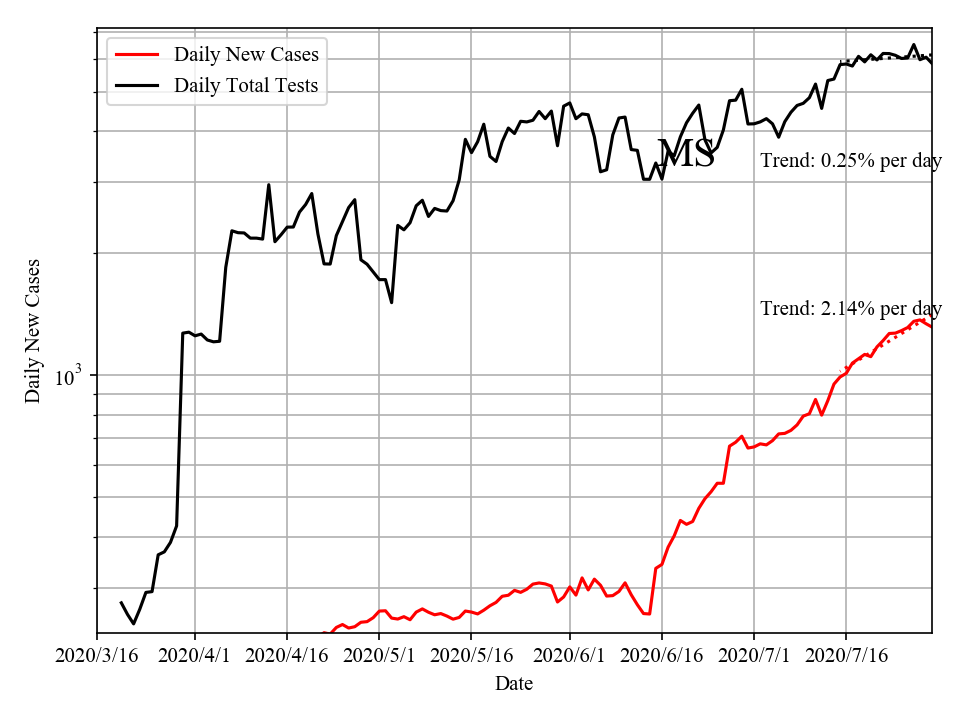 Daily New Cases
Daily Total Tests
MS
Trend: 0.25% per day
Trend: 2.14% per day
Daily New Cases
10³
2020/3/16 2020/4/1 2020/4/16 2020/5/1 2020/5/16 2020/6/1 2020/6/16 2020/7/1 2020/7/16
Date